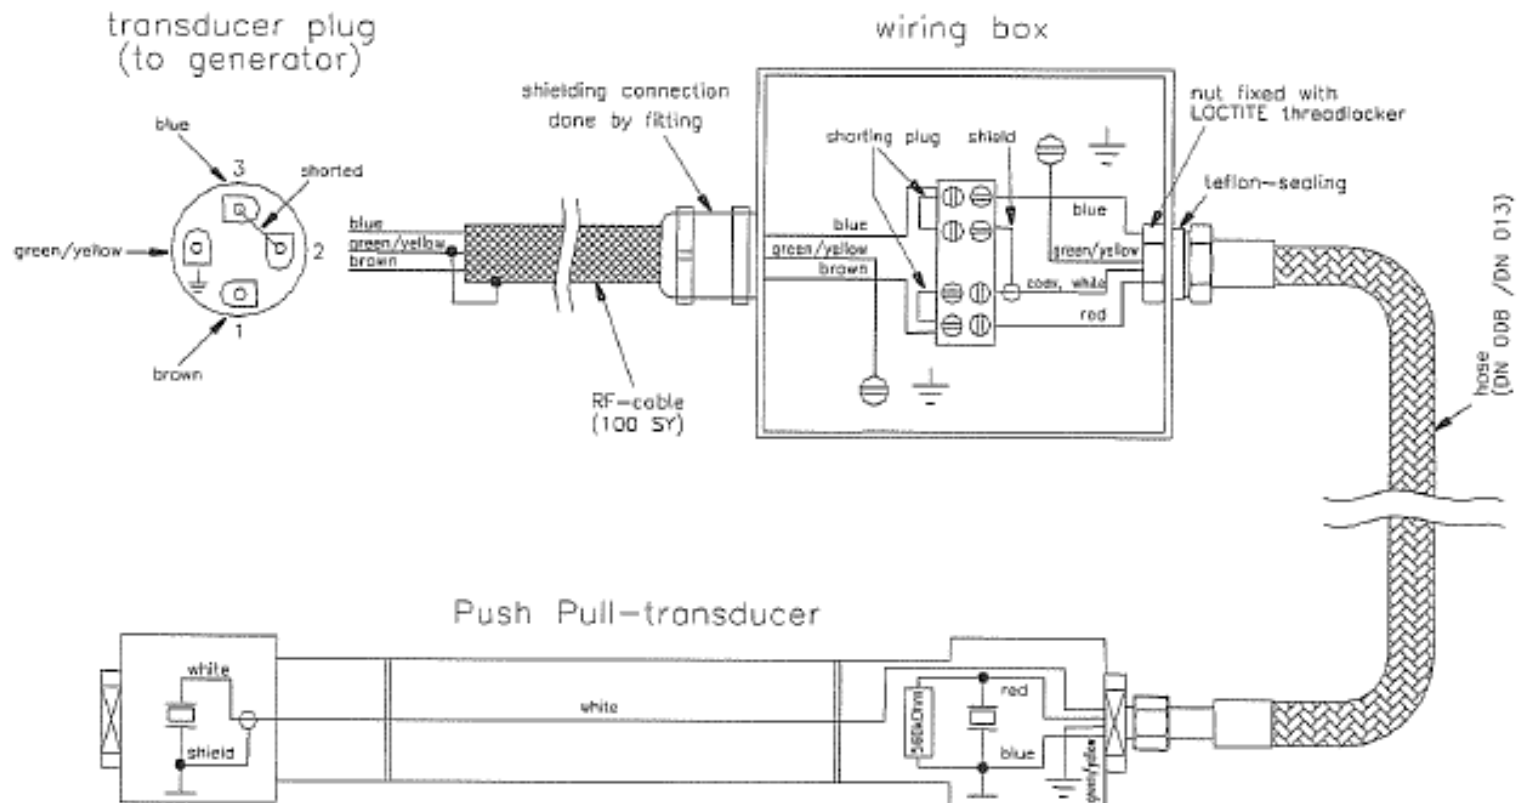 transducer plug
(to generator)
wiring box
shielding connection
done by fitting
nut fixed with
LOCTITE threadlocker
blue
3
shorted
shorting plug
shield
teflon-sealing
green/yellow
2
blue
green/yellow
brown
blue
green/yellow
brown
blue
green/yellow
coax, white
red
1
brown
RF-cable
(100 SY)
hose
(DN 008 /DN 013)
Push Pull-transducer
white
white
shield
560kOhm
red
blue
green/yellow